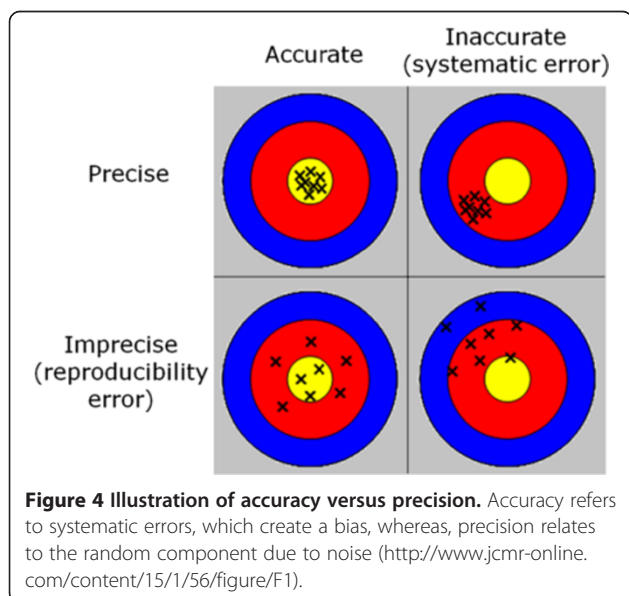 Accurate
Inaccurate
(systematic error)
Precise
Imprecise
(reproducibility
error)
Figure 4 Illustration of accuracy versus precision. Accuracy refers
to systematic errors, which create a bias, whereas, precision relates
to the random component due to noise (http://www.jcmr-online.
com/content/15/1/56/figure/F1).